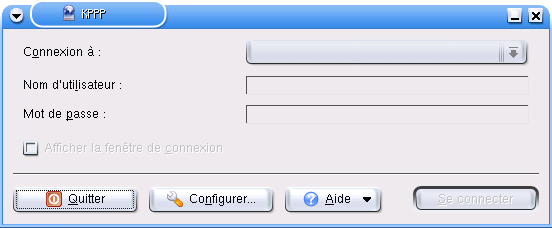 KPPP
Connexion à :
Nom d'utilisateur :
Mot de passe :
Afficher la fenêtre de connexion
Quitter Configurer... Aide Se connecter